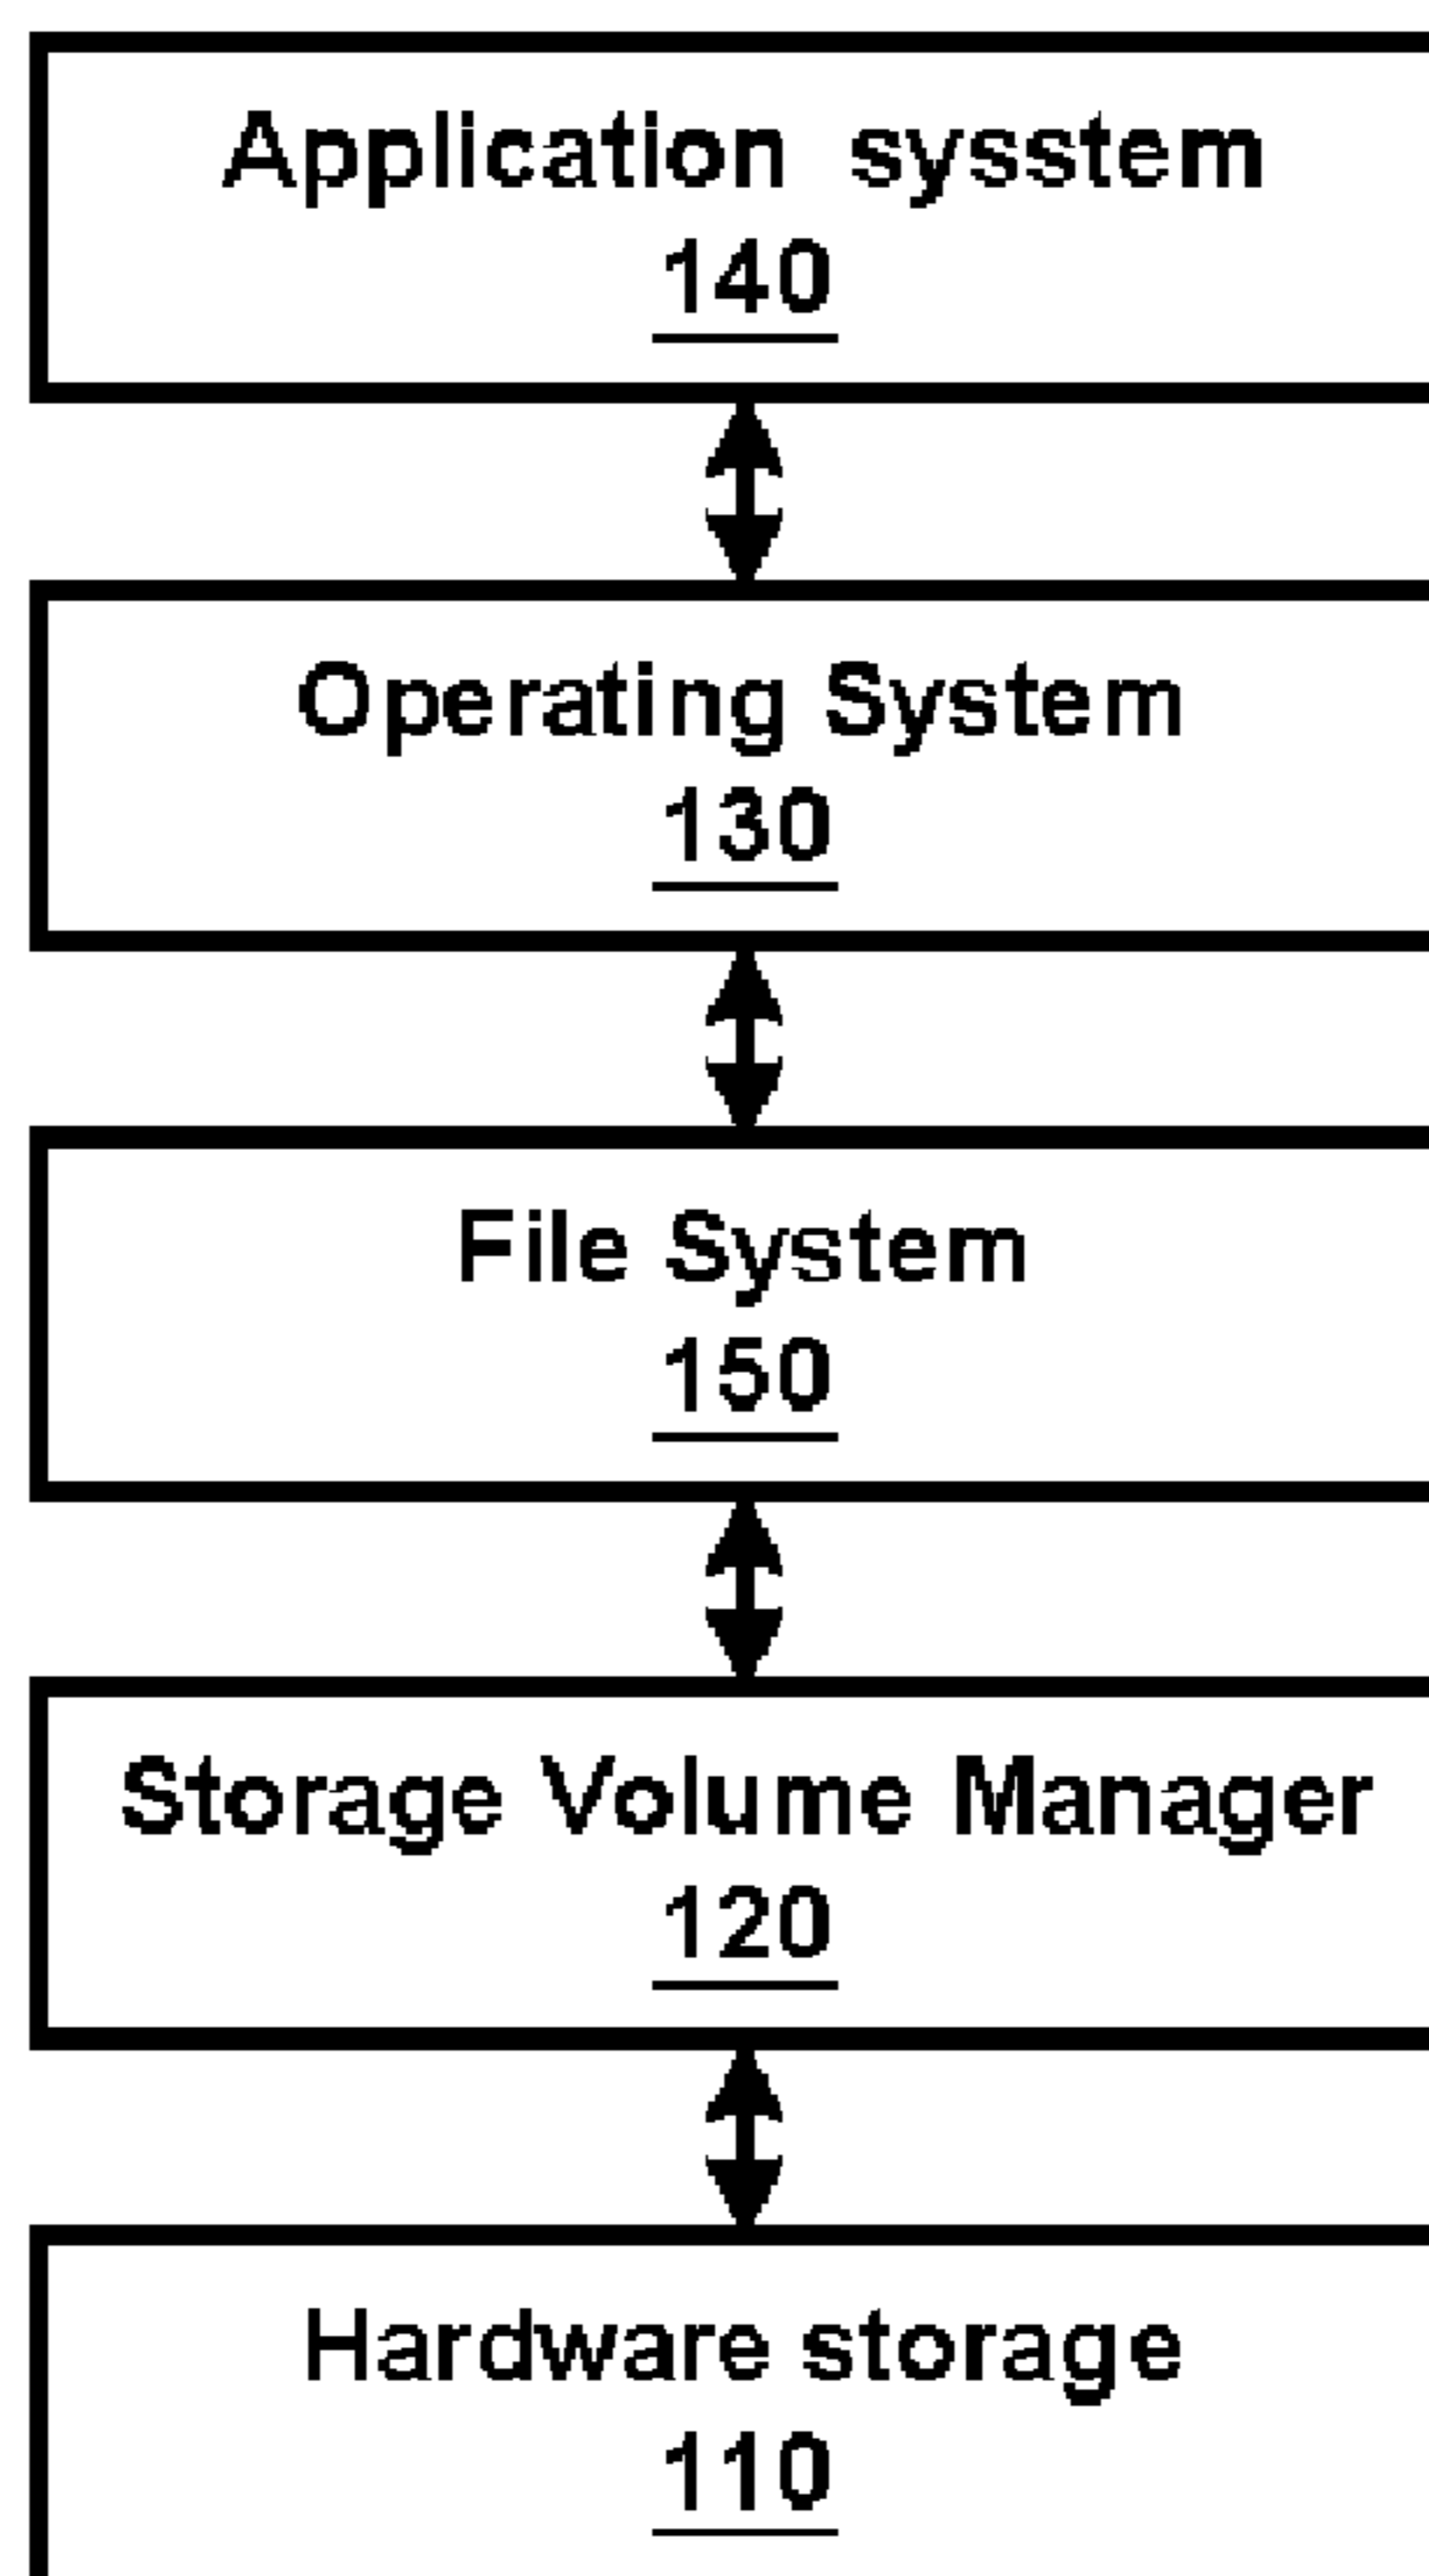 Application sysstem
140
Operating System
130
File System
150
Storage Volume Manager
120
Hardware storage
110